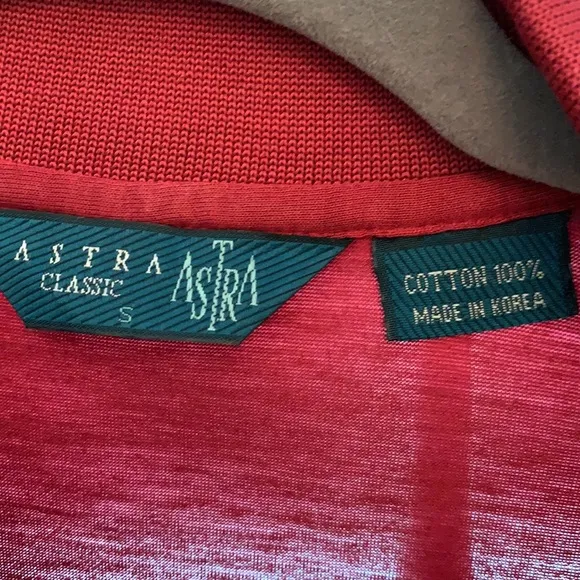 ASTRA
CLASSIC
S
ASTRA
COTTON 100%
MADE IN KOREA